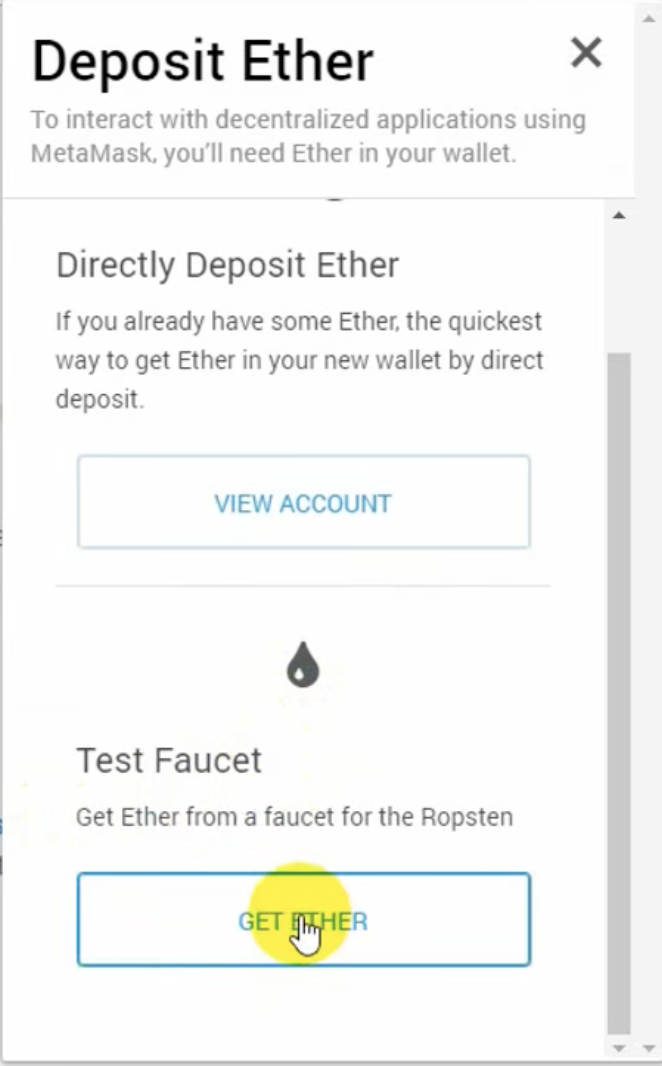 Deposit Ether
To interact with decentralized applications using
MetaMask, you'll need Ether in your wallet.
Directly Deposit Ether
If you already have some Ether, the quickest
way to get Ether in your new wallet by direct
deposit.
VIEW ACCOUNT
Test Faucet
Get Ether from a faucet for the Ropsten
GET ETHER